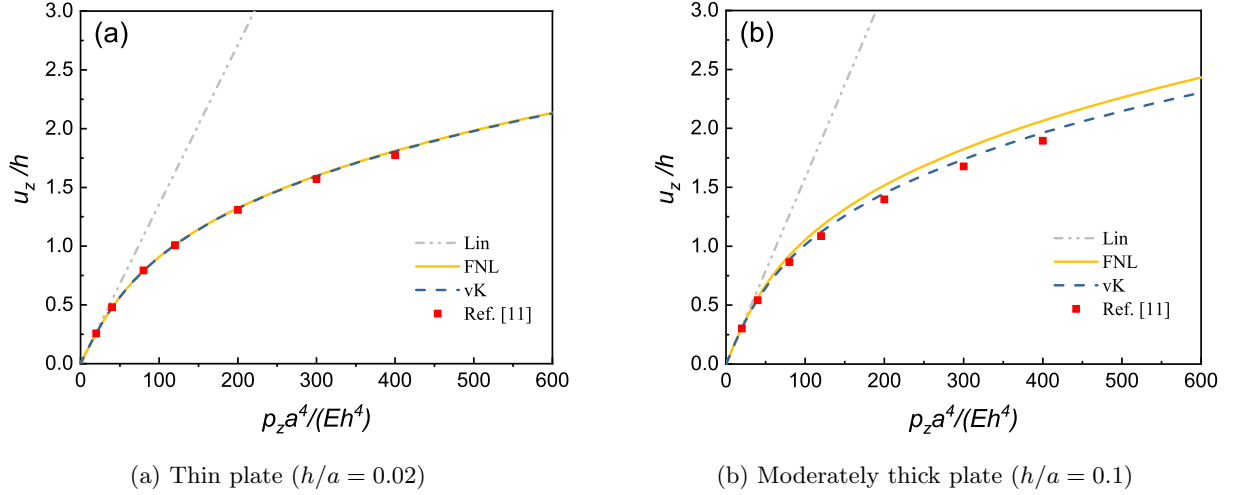 (a)
3.0
2.5
2.0
1.5
1.0
0.5
0.0
u_z/h
0 100 200 300 400 500 600
p_z a^4/(Eh^4)
Lin
FNL
vK
Ref. [11]
(a) Thin plate (h/a = 0.02)
(b)
3.0
2.5
2.0
1.5
1.0
0.5
0.0
u_z/h
0 100 200 300 400 500 600
p_z a^4/(Eh^4)
Lin
FNL
vK
Ref. [11]
(b) Moderately thick plate (h/a = 0.1)